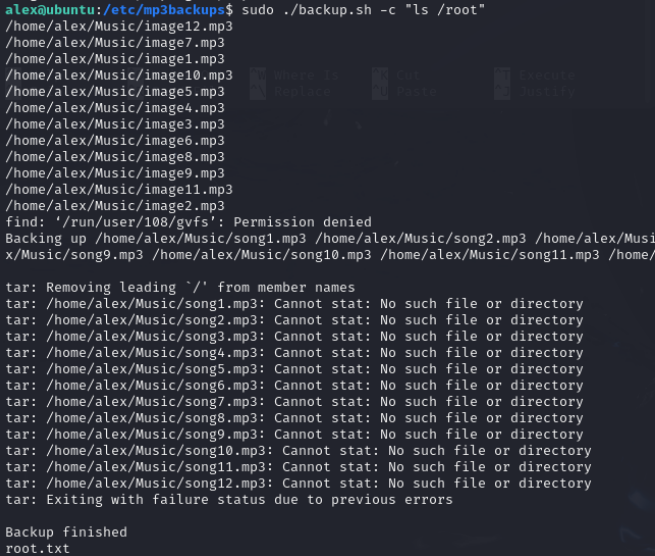 alex@ubuntu:/etc/mp3backups$ sudo ./backup.sh -c "ls /root"
/home/alex/Music/image12.mp3
/home/alex/Music/image7.mp3
/home/alex/Music/image1.mp3
/home/alex/Music/image10.mp3 Where Is Cut Execute
/home/alex/Music/image5.mp3 Replace Paste Justify
/home/alex/Music/image4.mp3
/home/alex/Music/image3.mp3
/home/alex/Music/image6.mp3
/home/alex/Music/image8.mp3
/home/alex/Music/image9.mp3
/home/alex/Music/image11.mp3
/home/alex/Music/image2.mp3
find: ‘/run/user/108/gvfs’: Permission denied
Backing up /home/alex/Music/song1.mp3 /home/alex/Music/song2.mp3 /home/alex/Musi
x/Music/song9.mp3 /home/alex/Music/song10.mp3 /home/alex/Music/song11.mp3 /home/
tar: Removing leading `/' from member names
tar: /home/alex/Music/song1.mp3: Cannot stat: No such file or directory
tar: /home/alex/Music/song2.mp3: Cannot stat: No such file or directory
tar: /home/alex/Music/song3.mp3: Cannot stat: No such file or directory
tar: /home/alex/Music/song4.mp3: Cannot stat: No such file or directory
tar: /home/alex/Music/song5.mp3: Cannot stat: No such file or directory
tar: /home/alex/Music/song6.mp3: Cannot stat: No such file or directory
tar: /home/alex/Music/song7.mp3: Cannot stat: No such file or directory
tar: /home/alex/Music/song8.mp3: Cannot stat: No such file or directory
tar: /home/alex/Music/song9.mp3: Cannot stat: No such file or directory
tar: /home/alex/Music/song10.mp3: Cannot stat: No such file or directory
tar: /home/alex/Music/song11.mp3: Cannot stat: No such file or directory
tar: /home/alex/Music/song12.mp3: Cannot stat: No such file or directory
tar: Exiting with failure status due to previous errors
Backup finished
root.txt